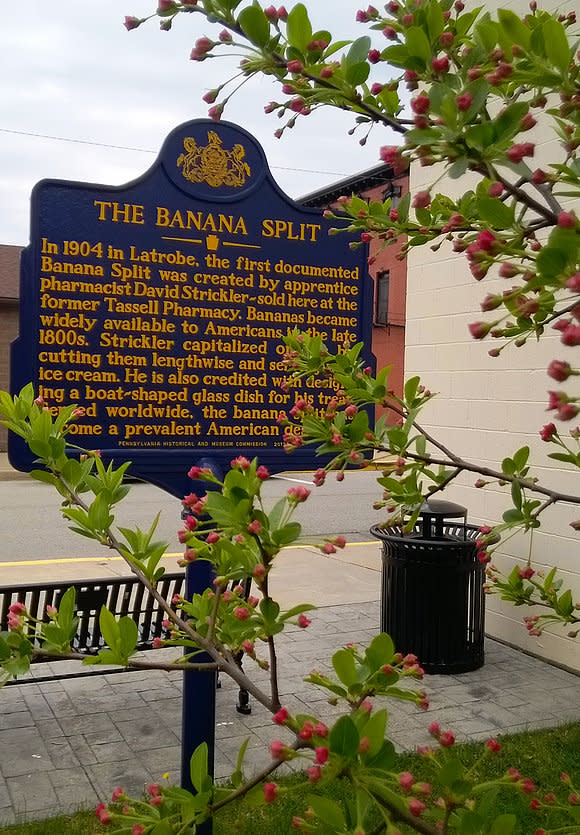 THE BANANA SPLIT
In 1904 in Latrobe, the first documented
Banana Split was created by apprentice
pharmacist David Strickler-sold here at the
former Tassell Pharmacy. Bananas became
widely available to Americans in the late
1800s. Strickler capitalized
cutting them lengthwise and
ice cream. He is also credited with design-
ing a boat-shaped glass dish for his treat.
worldwide, the banana split
a prevalent American
PENNSYLVANIA HISTORICAL AND MUSEUM COMMISSION